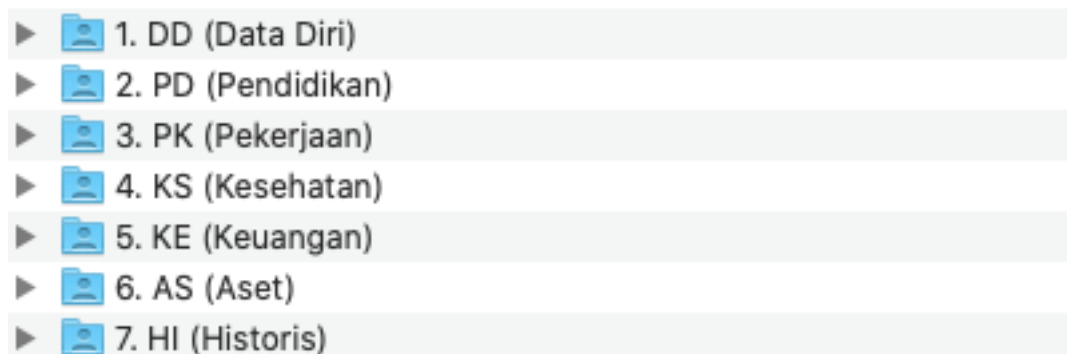 1. DD (Data Diri)
2. PD (Pendidikan)
3. PK (Pekerjaan)
4. KS (Kesehatan)
5. KE (Keuangan)
6. AS (Aset)
7. HI (Historis)